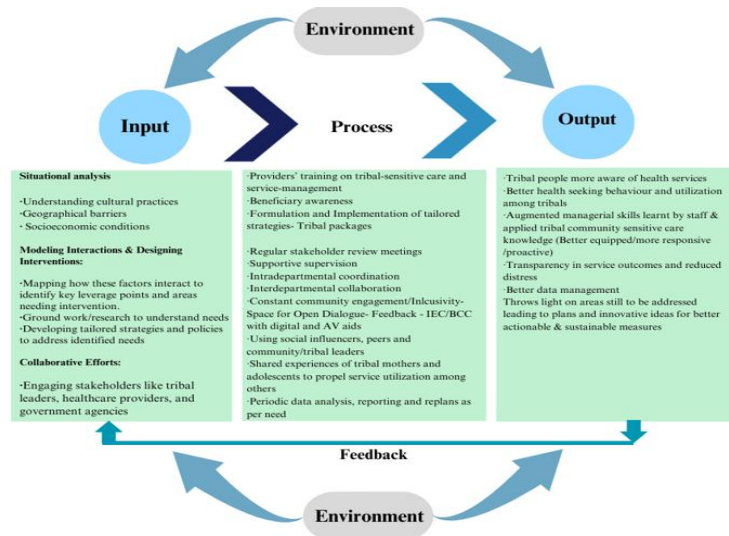 Environment
Input
Process
Output
Situational analysis
·Understanding cultural practices
·Geographical barriers
· Socioeconomic conditions
Modeling Interactions & Designing
Interventions:
·Mapping how these factors interact to
identify key leverage points and areas
needing intervention.
·Ground work/research to understand needs
·Developing tailored strategies and policies
to address identified needs
Collaborative Efforts:
·Engaging stakeholders like tribal
leaders, healthcare providers, and
government agencies
·Providers' training on tribal-sensitive care and
service-management
·Beneficiary awareness
·Formulation and Implementation of tailored
strategies- Tribal packages
·Regular stakeholder review meetings
·Supportive supervision
·Intradepartmental coordination
·Interdepartmental collaboration
·Constant community engagement/Inlcusivity-
Space for Open Dialogue- Feedback - IEC/BCC
with digital and AV aids
·Using social influencers, peers and
community/tribal leaders
·Shared experiences of tribal mothers and
adolescents to propel service utilization among
others
·Periodic data analysis, reporting and replans as
per need
·Tribal people more aware of health services
·Better health seeking behaviour and utilization
among tribals
·Augmented managerial skills learnt by staff &
applied tribal community sensitive care
knowledge (Better equipped/more responsive
/proactive)
·Transparency in service outcomes and reduced
distress
·Better data management
Throws light on areas still to be addressed
leading to plans and innovative ideas for better
actionable & sustainable measures
Feedback
Environment